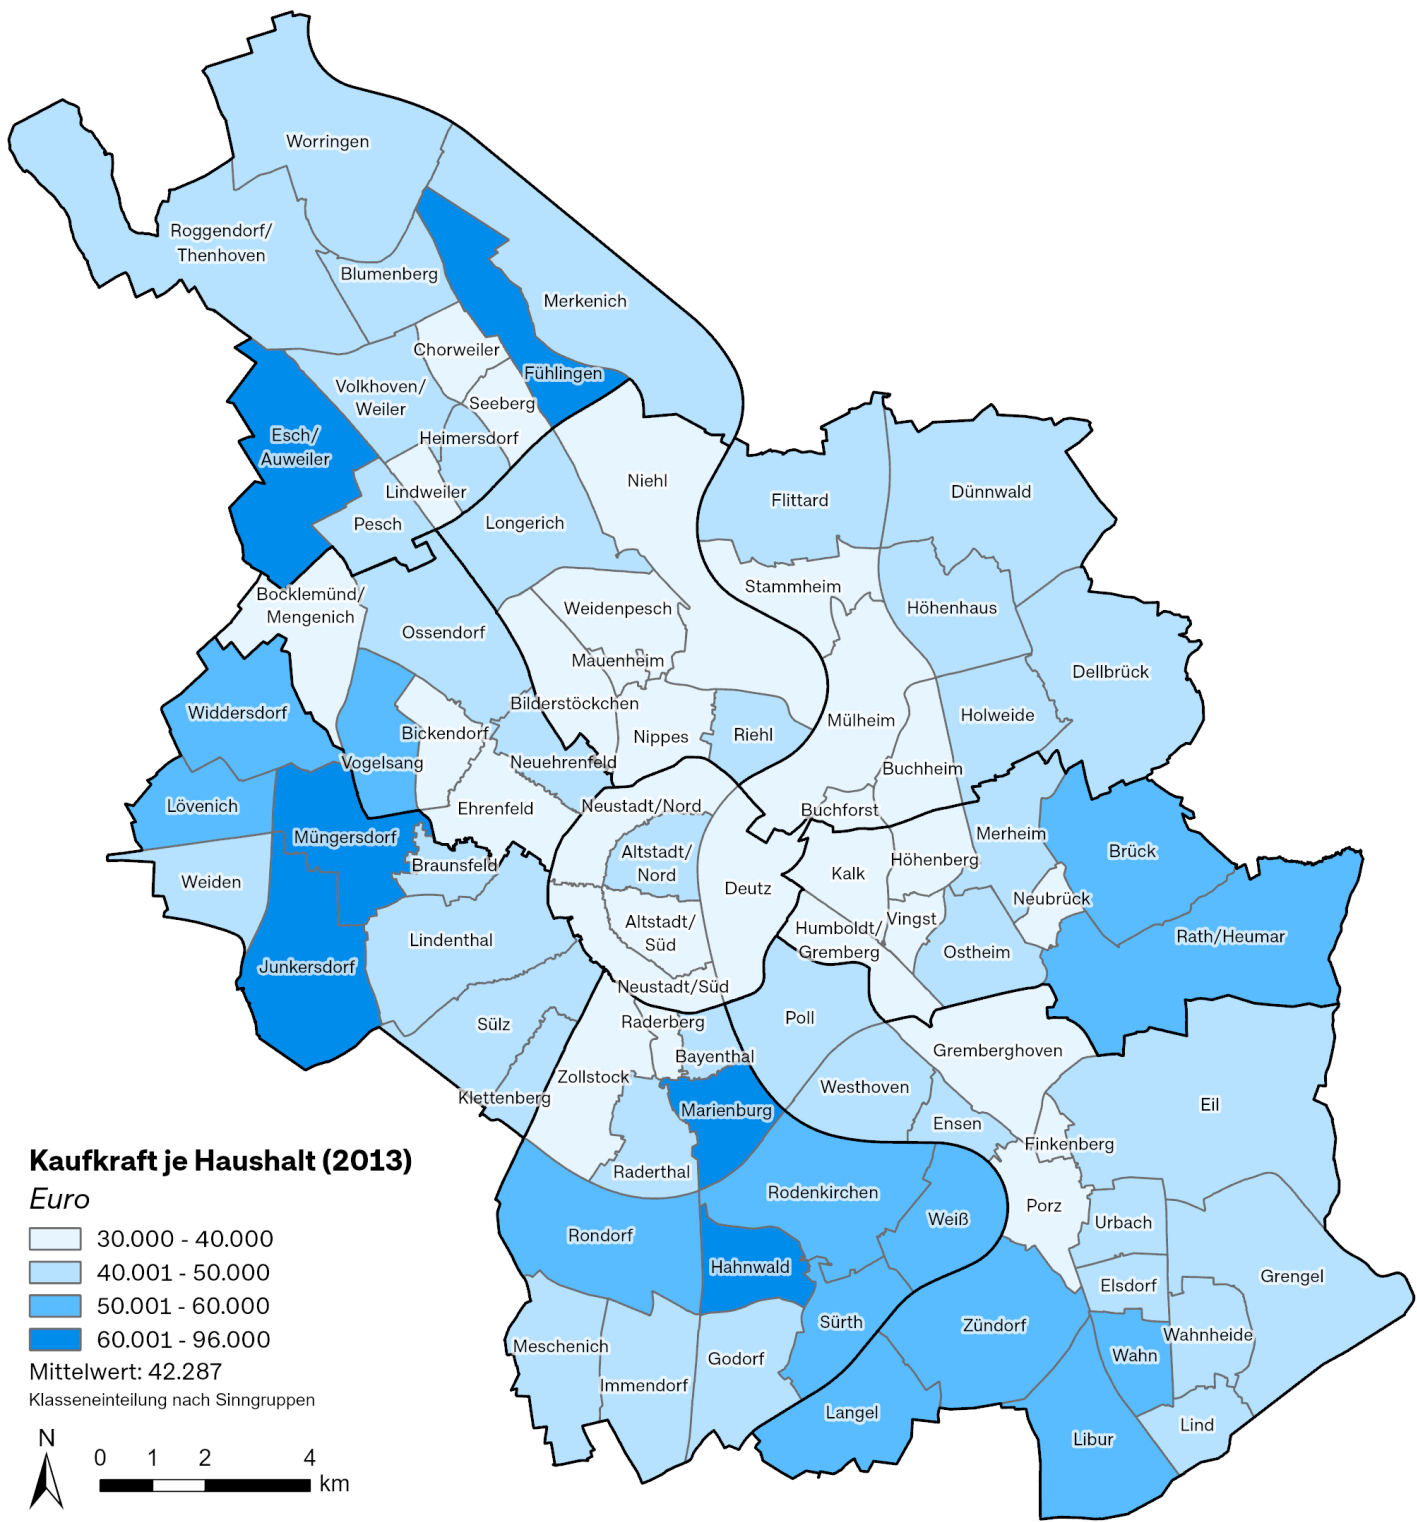 Worringen
Roggendorf/
Thenhoven
Blumenberg
Merkenich
Chorweiler
Fühlingen
Volkhoven/
Weiler
Seeberg
Heimersdorf
Esch/
Auweiler
Lindweiler
Pesch
Niehl
Longerich
Flittard
Dünnwald
Stammheim
Höhenhaus
Bocklemünd/
Mengenich
Weidenpesch
Ossendorf
Mauenheim
Dellbrück
Bilderstöckchen
Widdersdorf
Holweide
Mülheim
Bickendorf
Nippes
Riehl
Vogelsang
Neuehrenfeld
Buchheim
Lövenich
Ehrenfeld
Neustadt/Nord
Buchforst
Müngersdorf
Merheim
Braunsfeld
Altstadt/
Nord
Höhenberg
Brück
Weiden
Deutz
Kalk
Neubrück
Altstadt/
Süd
Vingst
Humboldt/
Gremberg
Rath/Heumar
Lindenthal
Ostheim
Junkersdorf
Neustadt/Süd
Sülz
Raderberg
Poll
Bayenthal
Gremberghoven
Zollstock
Westhoven
Klettenberg
Marienburg
Eil
Ensen
Finkenberg
Raderthal
Rodenkirchen
Porz
Weiß
Urbach
Rondorf
Hahnwald
Grengel
Elsdorf
Sürth
Zündorf
Wahnheide
Meschenich
Godorf
Wahn
Immendorf
Langel
Lind
Libur
Kaufkraft je Haushalt (2013)
Euro
30.000 - 40.000
40.001 - 50.000
50.001 - 60.000
60.001 - 96.000
Mittelwert: 42.287
Klasseneinteilung nach Sinngruppen
N
0 1 2 4
km